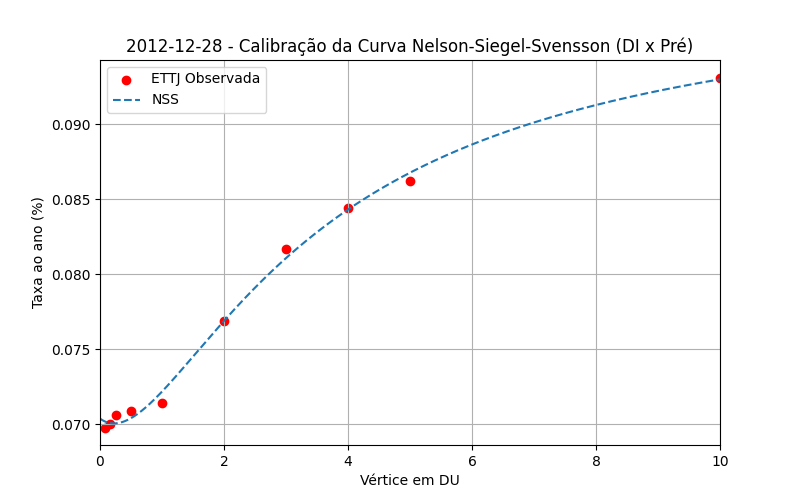 2012-12-28 - Calibração da Curva Nelson-Siegel-Svensson (DI x Pré)
ETTJ Observada
NSS
0.090
0.085
0.080
0.075
0.070
Taxa ao ano (%)
0
2
4
6
8
10
Vértice em DU